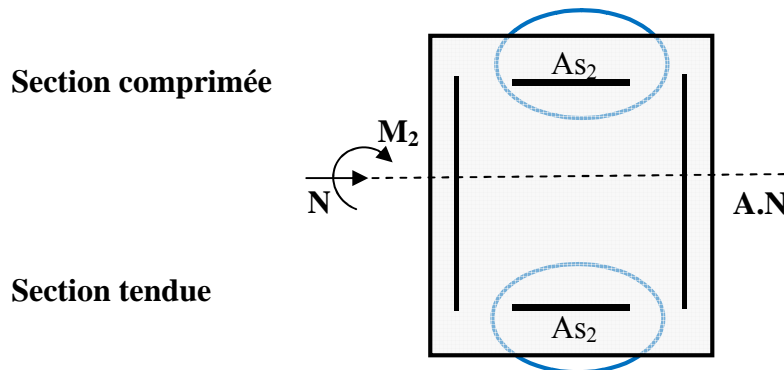 As₂
Section comprimée
M₂
N
A.N
Section tendue
As₂